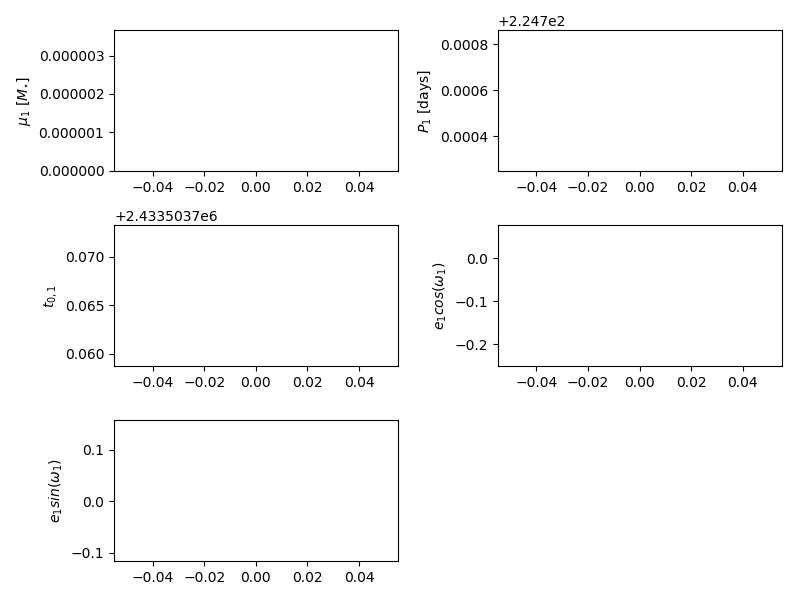 +2.247e2
0.000003
0.000002
0.000001
0.000000
μ₁ [M⋆]
−0.04 −0.02 0.00 0.02 0.04
0.0008
0.0006
0.0004
P₁ [days]
−0.04 −0.02 0.00 0.02 0.04
+2.4335037e6
0.070
0.065
0.060
t₀,₁
−0.04 −0.02 0.00 0.02 0.04
0.0
−0.1
−0.2
e₁cos(ω₁)
−0.04 −0.02 0.00 0.02 0.04
0.1
0.0
−0.1
e₁sin(ω₁)
−0.04 −0.02 0.00 0.02 0.04